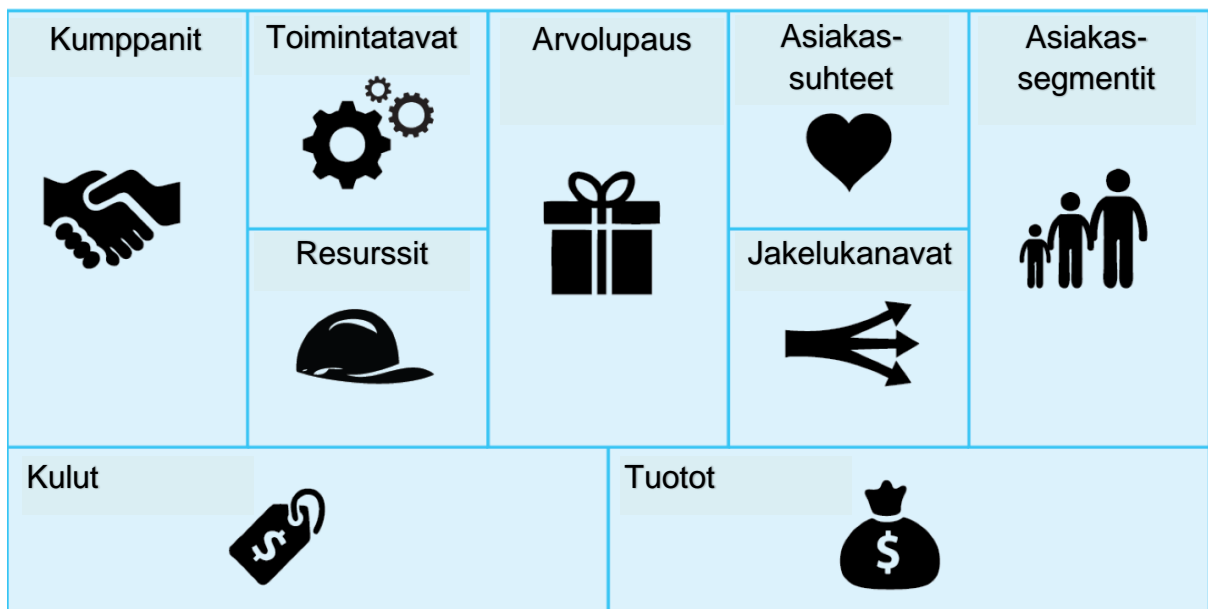 Kumppanit
Toimintatavat
Arvolupaus
Asiakas-
suhteet
Asiakas-
segmentit
Resurssit
Jakelukanavat
Kulut
$
Tuotot
$